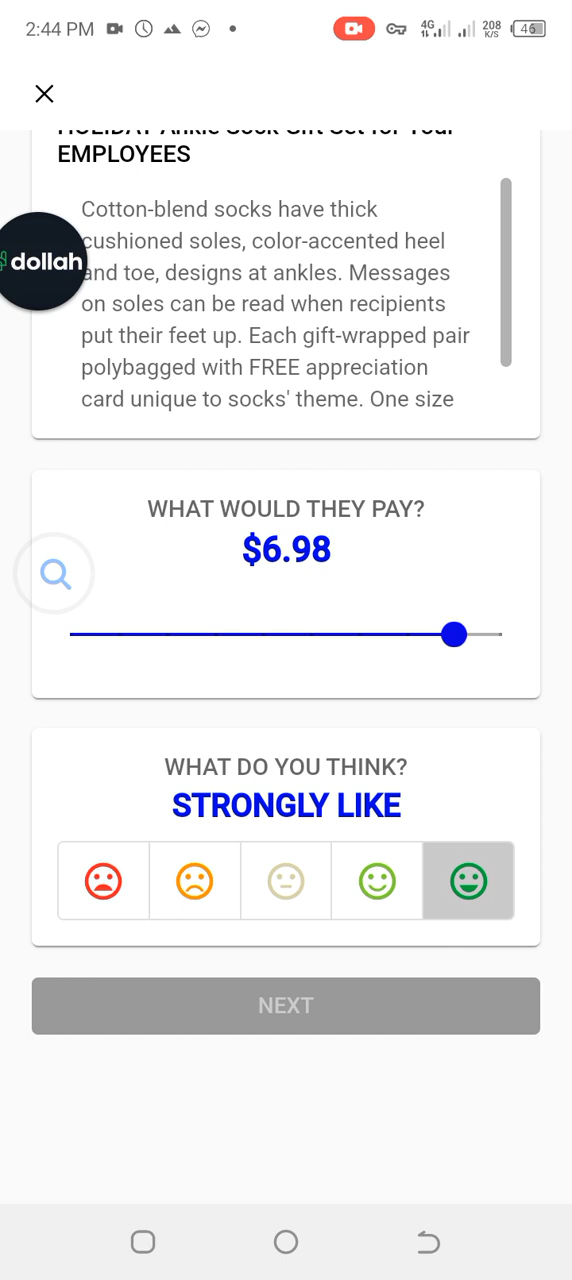 2:44 PM
4G
208
K/S
46
HOLIDAY Ankle Sock Gift Set for Your
EMPLOYEES
Cotton-blend socks have thick
cushioned soles, color-accented heel
and toe, designs at ankles. Messages
on soles can be read when recipients
put their feet up. Each gift-wrapped pair
polybagged with FREE appreciation
card unique to socks' theme. One size
dollah
WHAT WOULD THEY PAY?
$6.98
WHAT DO YOU THINK?
STRONGLY LIKE
NEXT